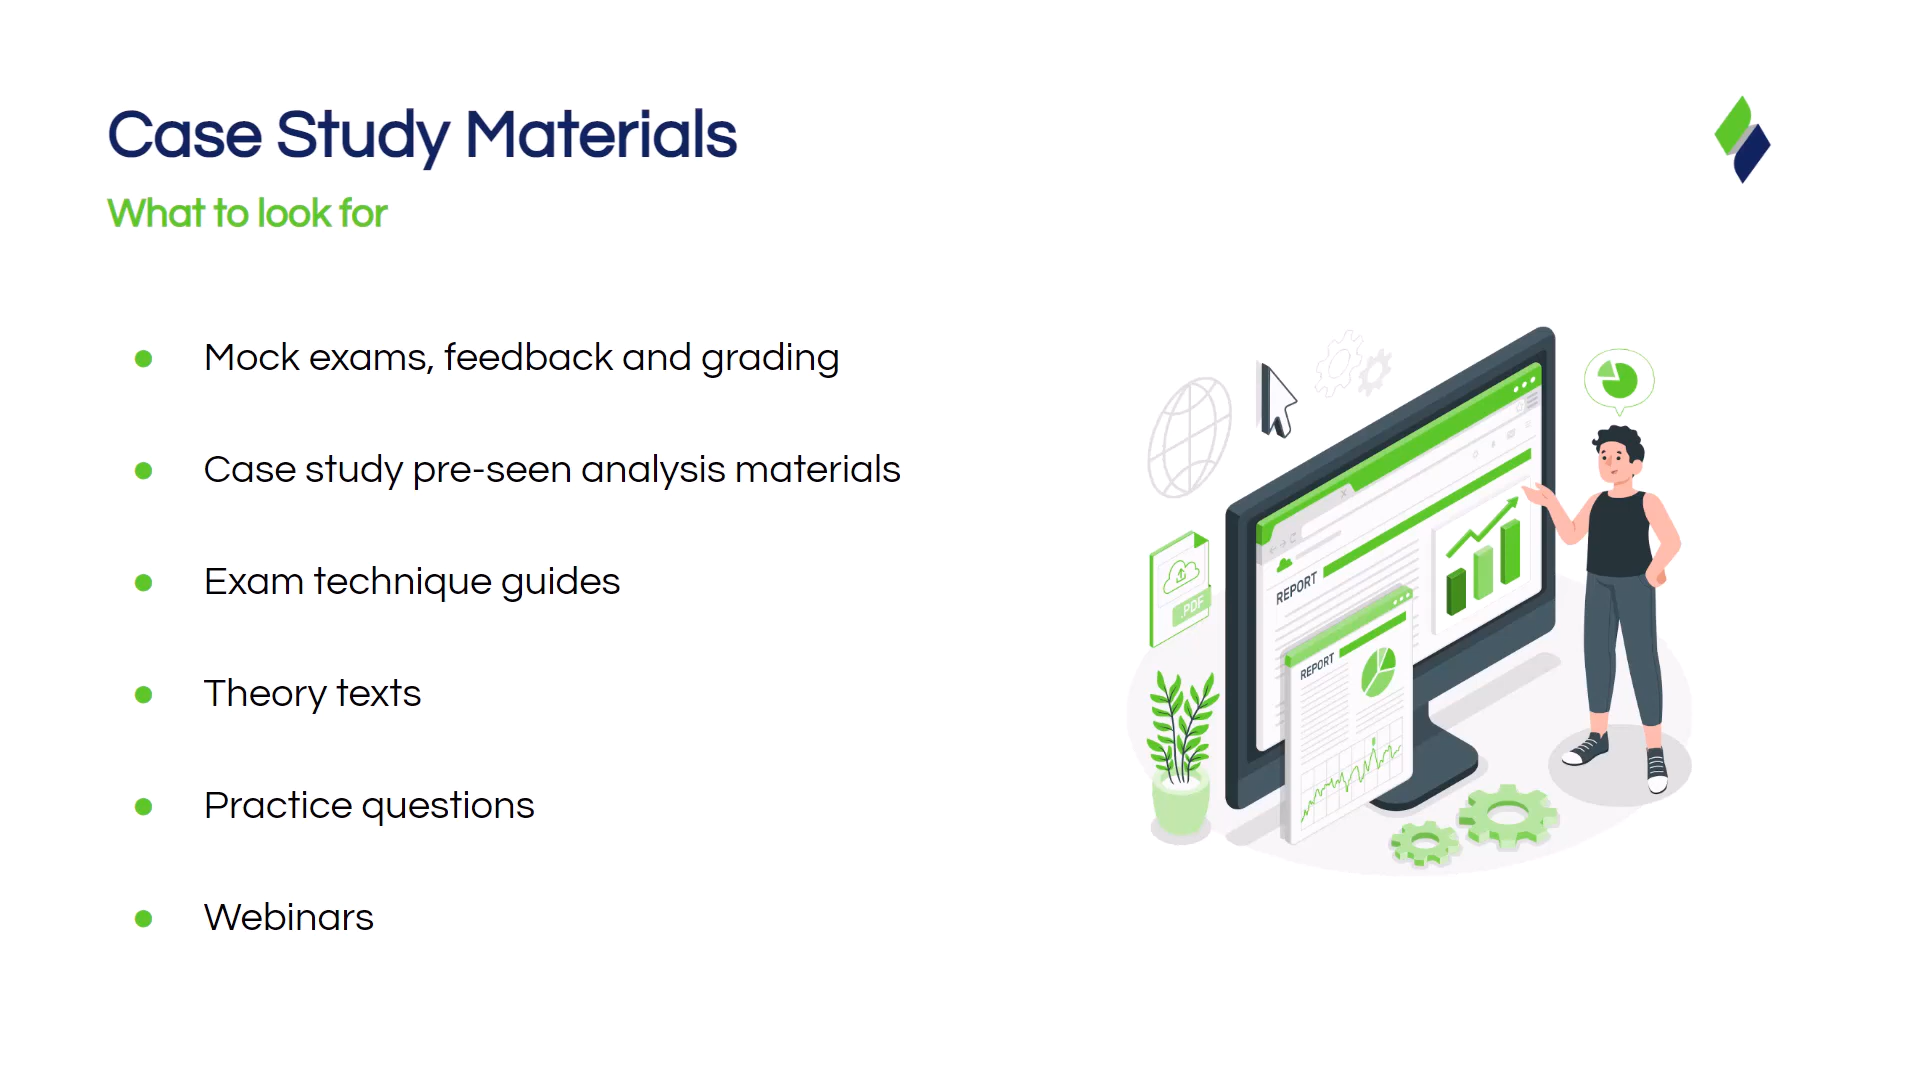 Case Study Materials
What to look for
Mock exams, feedback and grading
Case study pre-seen analysis materials
Exam technique guides
Theory texts
Practice questions
Webinars
.PDF
REPORT
REPORT